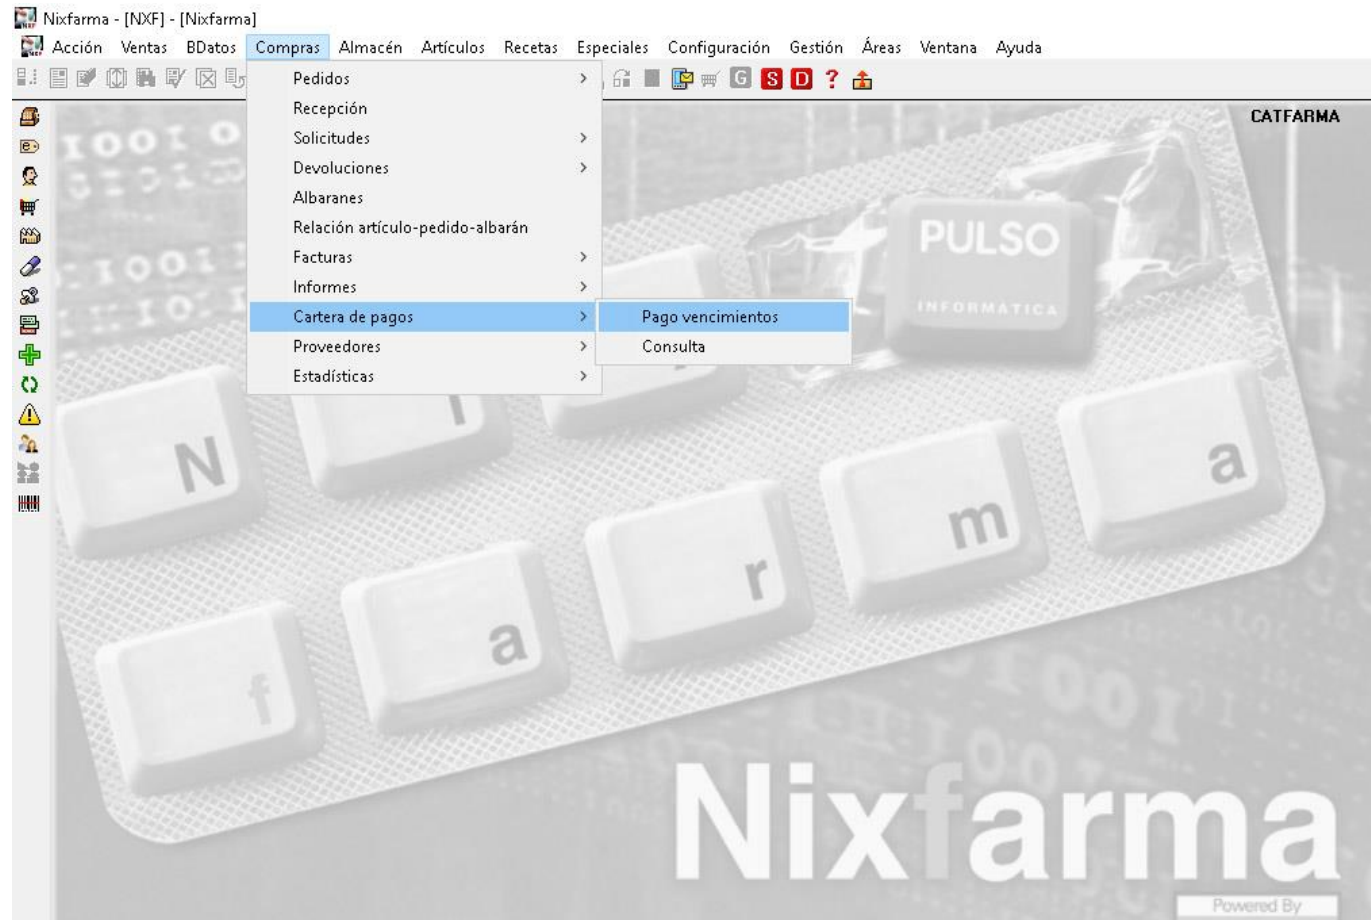 Nixfarma - [NXF] - [Nixfarma]
Acción Ventas BDatos Compras Almacén Artículos Recetas Especiales Configuración Gestión Áreas Ventana Ayuda
G S D ?
CATFARMA
Pedidos
Recepción
Solicitudes
Devoluciones
Albaranes
Relación artículo-pedido-albarán
Facturas
Informes
Cartera de pagos
Proveedores
Estadísticas
Pago vencimientos
Consulta
PULSO
INFORMÁTICA
N i x
f a r m a
Nixfarma
Powered By